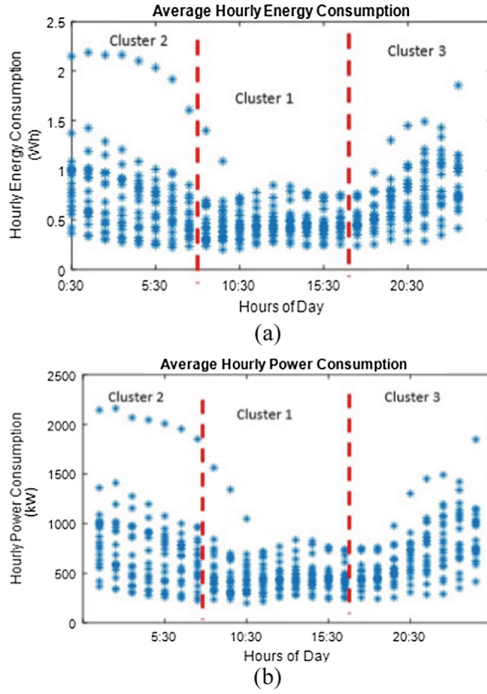 Average Hourly Energy Consumption
2.5
Cluster 2
Cluster 3
2
Cluster 1
1.5
Hourly Energy Consumption
(Wh)
1
0.5
0
0:30 5:30 10:30 15:30 20:30
Hours of Day
(a)
Average Hourly Power Consumption
2500
Cluster 2
Cluster 1
Cluster 3
2000
1500
Hourly Power Consumption
(kW)
1000
500
0
5:30 10:30 15:30 20:30
Hours of Day
(b)